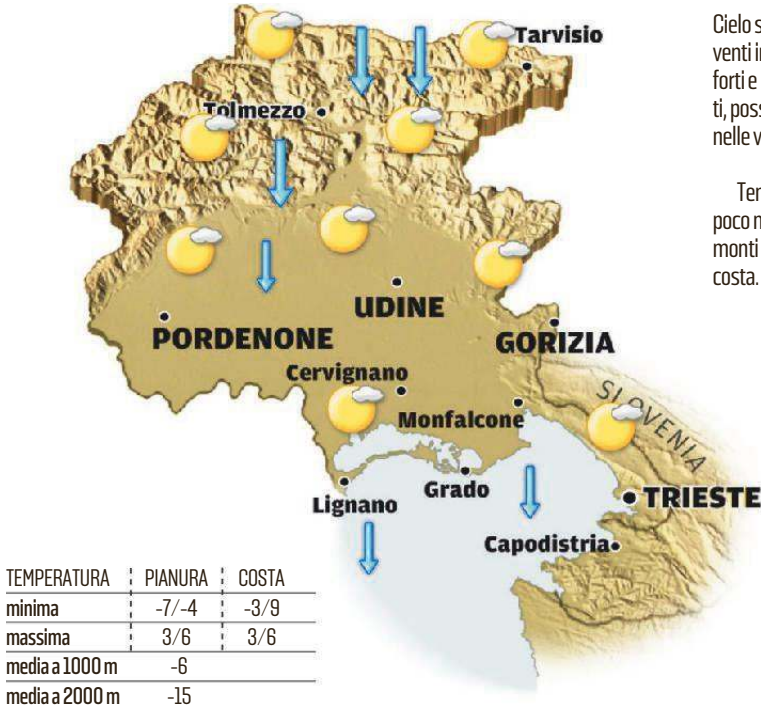 Tarvisio
Tolmezzo
UDINE
PORDENONE
GORIZIA
Cervignano
Monfalcone
SLOVENIA
Lignano
Grado
TRIESTE
Capodistria
Cielo s
venti i
forti e
ti, poss
nelle v
Ter
poco n
monti
costa.
TEMPERATURA PIANURA COSTA
minima -7/-4 -3/9
massima 3/6 3/6
media a 1000 m -6
media a 2000 m -15